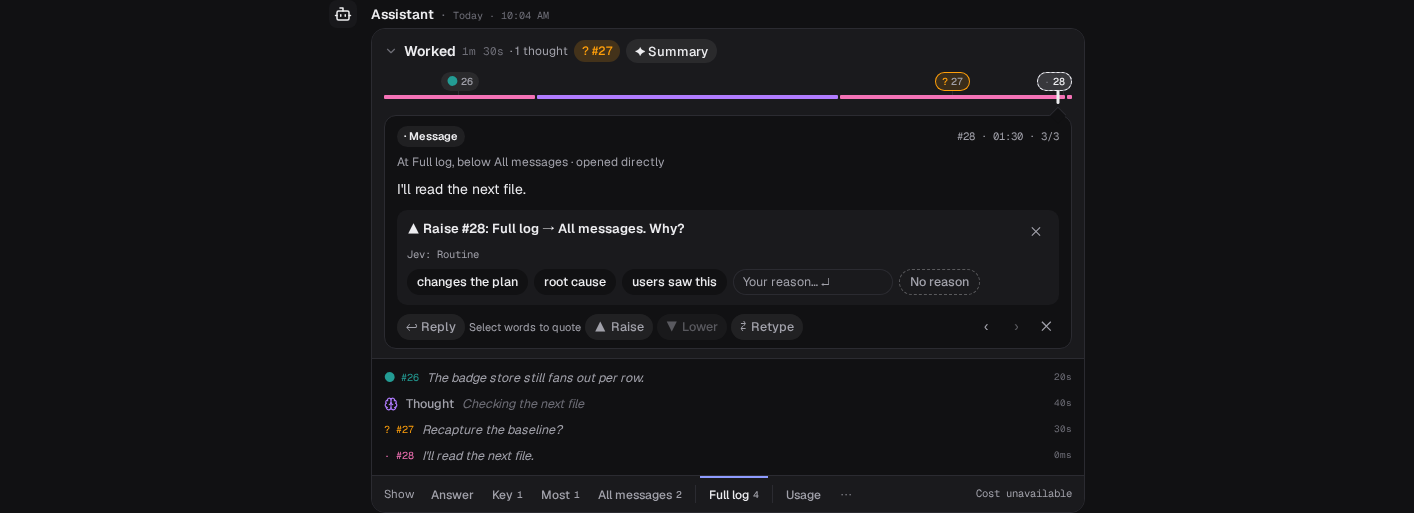 Assistant · Today · 10:04 AM
Worked 1m 30s · 1 thought ? #27 ✦ Summary
26 ? 27 · 28
· Message #28 · 01:30 · 3/3
At Full log, below All messages · opened directly
I'll read the next file.
▲ Raise #28: Full log → All messages. Why?
Jev: Routine
changes the plan root cause users saw this Your reason… ↵ No reason
↩ Reply Select words to quote ▲ Raise ▼ Lower ⇄ Retype ‹ › ×
#26 The badge store still fans out per row. 20s
Thought Checking the next file 40s
? #27 Recapture the baseline? 30s
· #28 I'll read the next file. 0ms
Show Answer Key 1 Most 1 All messages 2 Full log 4 Usage ··· Cost unavailable